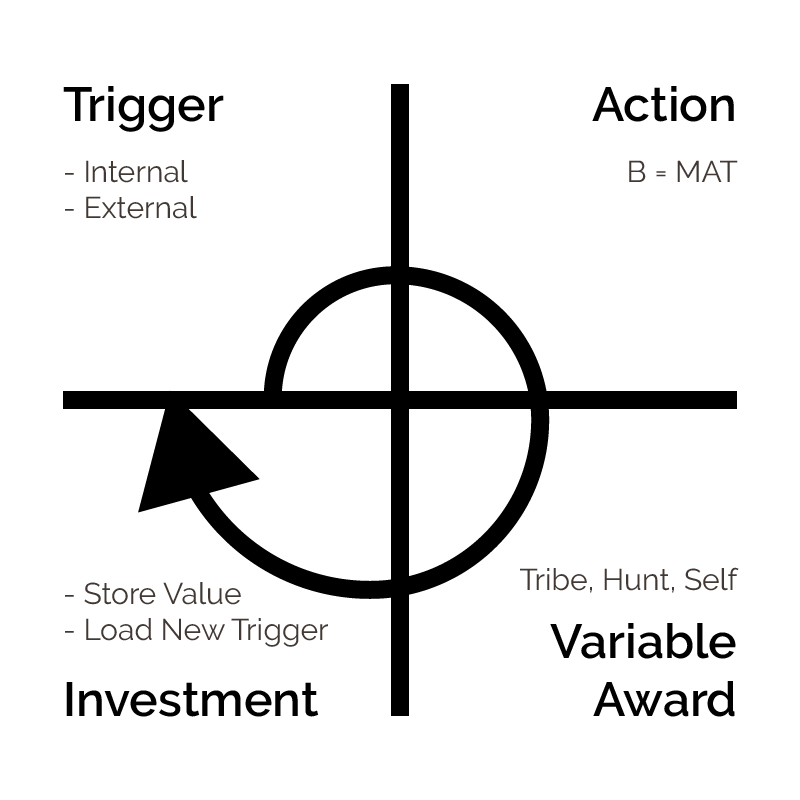 Trigger
- Internal
- External
Action
B = MAT
Tribe, Hunt, Self
Variable
Award
- Store Value
- Load New Trigger
Investment